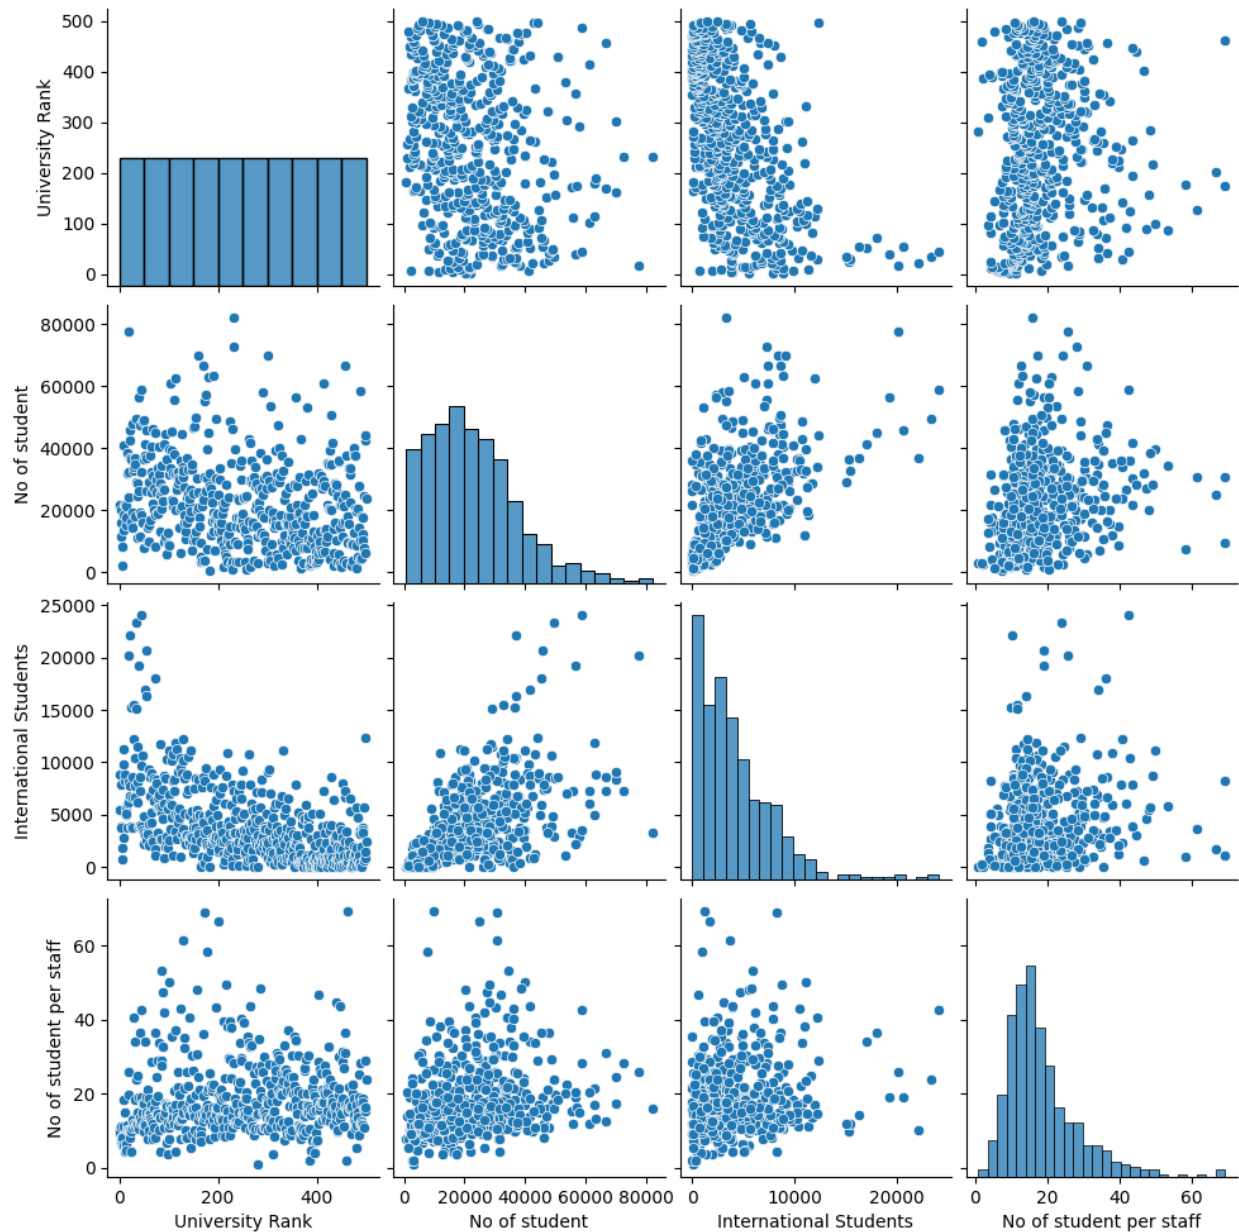 500
400
300
200
100
0
University Rank
80000
60000
40000
20000
0
No of student
25000
20000
15000
10000
5000
0
International Students
60
40
20
0
No of student per staff
0 200 400
0 20000 40000 60000 80000
0 10000 20000
0 20 40 60
University Rank
No of student
International Students
No of student per staff